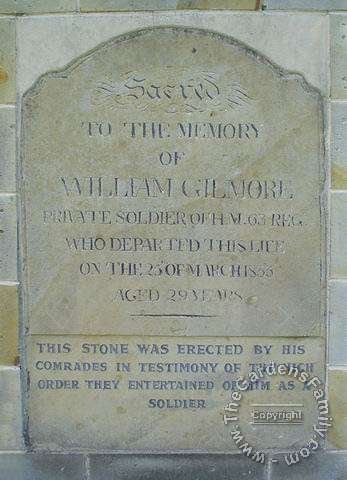 Sacred
TO THE MEMORY
OF
WILLIAM GILMORE
PRIVATE SOLDIER OF H.M. 63 REG.
WHO DEPARTED THIS LIFE
ON THE OF MARCH
AGED 29 YEARS
THIS STONE WAS ERECTED BY HIS
COMRADES IN TESTIMONY OF THE HIGH
ORDER THEY ENTERTAINED OF HIM AS A
SOLDIER
Copyright
www.TheGardensFamily.com